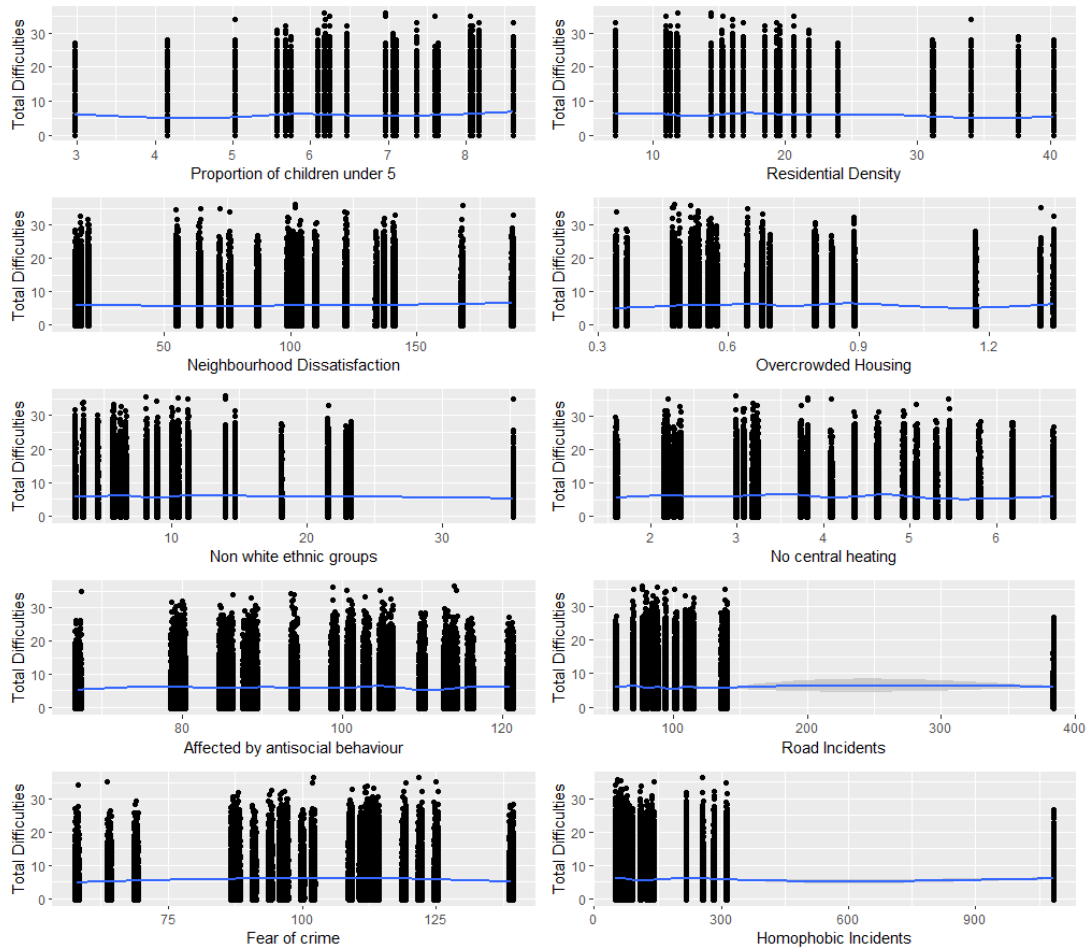 Total Difficulties
30
20
10
0
3 4 5 6 7 8
Proportion of children under 5
Total Difficulties
30
20
10
0
10 20 30 40
Residential Density
Total Difficulties
30
20
10
0
50 100 150
Neighbourhood Dissatisfaction
Total Difficulties
30
20
10
0
0.3 0.6 0.9 1.2
Overcrowded Housing
Total Difficulties
30
20
10
0
10 20 30
Non white ethnic groups
Total Difficulties
30
20
10
0
2 3 4 5 6
No central heating
Total Difficulties
30
20
10
0
80 100 120
Affected by antisocial behaviour
Total Difficulties
30
20
10
0
100 200 300 400
Road Incidents
Total Difficulties
30
20
10
0
75 100 125
Fear of crime
Total Difficulties
30
20
10
0
0 300 600 900
Homophobic Incidents